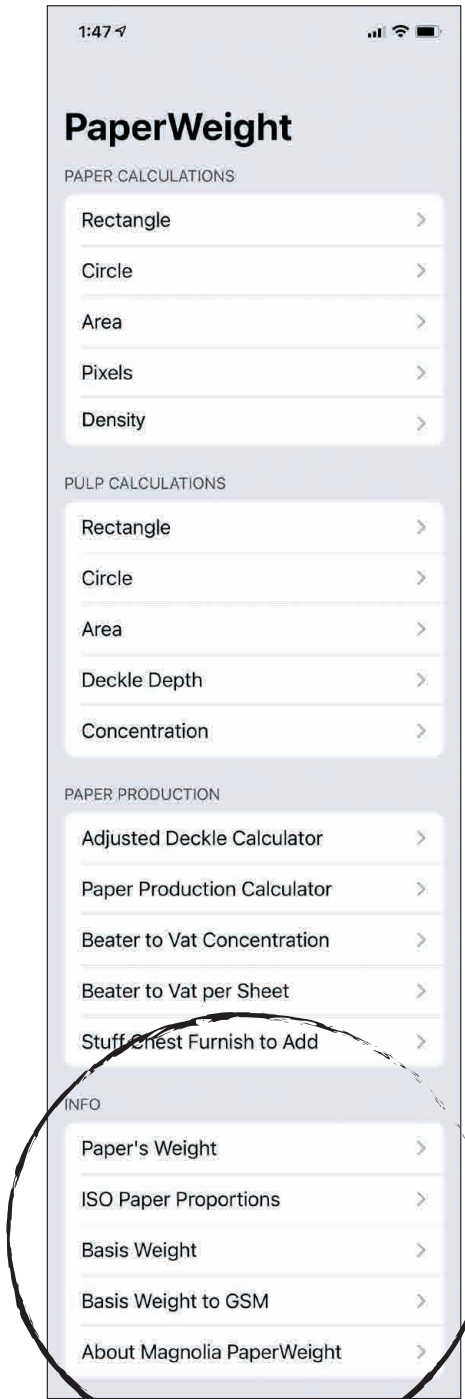 1:47
PaperWeight
PAPER CALCULATIONS
Rectangle
Circle
Area
Pixels
Density
PULP CALCULATIONS
Rectangle
Circle
Area
Deckle Depth
Concentration
PAPER PRODUCTION
Adjusted Deckle Calculator
Paper Production Calculator
Beater to Vat Concentration
Beater to Vat per Sheet
Stuff Chest Furnish to Add
INFO
Paper's Weight
ISO Paper Proportions
Basis Weight
Basis Weight to GSM
About Magnolia PaperWeight